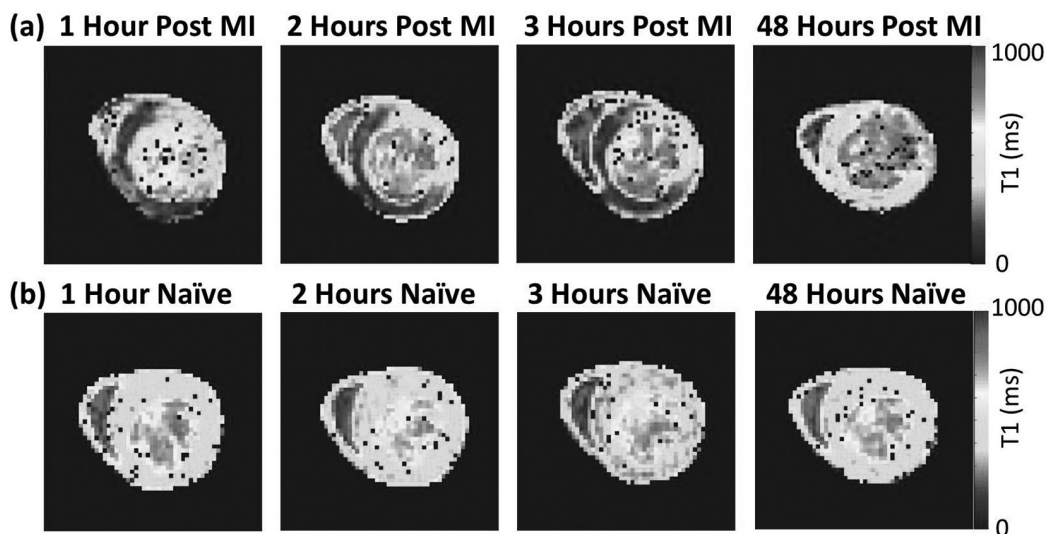 (a) 1 Hour Post MI 2 Hours Post MI 3 Hours Post MI 48 Hours Post MI
1000
T1 (ms)
0
(b) 1 Hour Naïve 2 Hours Naïve 3 Hours Naïve 48 Hours Naïve
1000
T1 (ms)
0